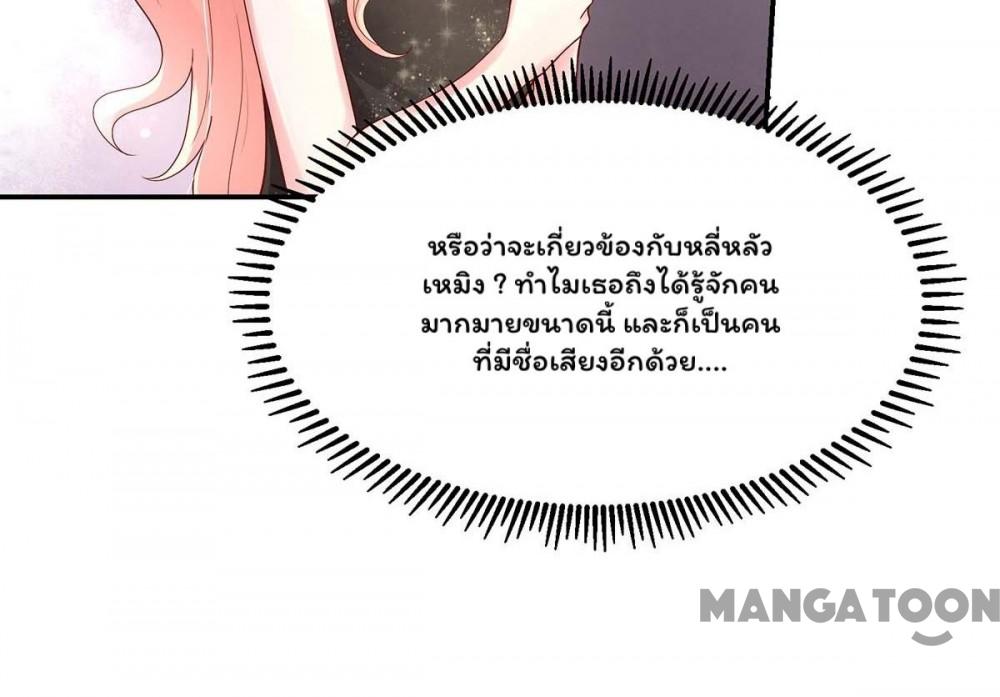 หรือว่าจะเกี่ยวข้องกับหลี่หลัว
เหมิง ? ทำไมเธอถึงได้รู้จักคน
มากมายขนาดนี้ และก็เป็นคน
ที่มีชื่อเสียงอีกด้วย....
MANGATOON